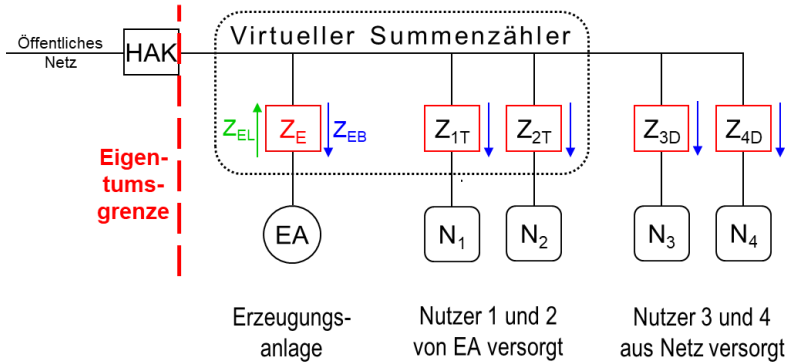 Öffentliches
Netz
HAK
Virtueller Summenzähler
Z_EL
Z_E
Z_EB
Z_1T
Z_2T
Z_3D
Z_4D
Eigen-
tums-
grenze
EA
N_1
N_2
N_3
N_4
Erzeugungs-
anlage
Nutzer 1 und 2
von EA versorgt
Nutzer 3 und 4
aus Netz versorgt